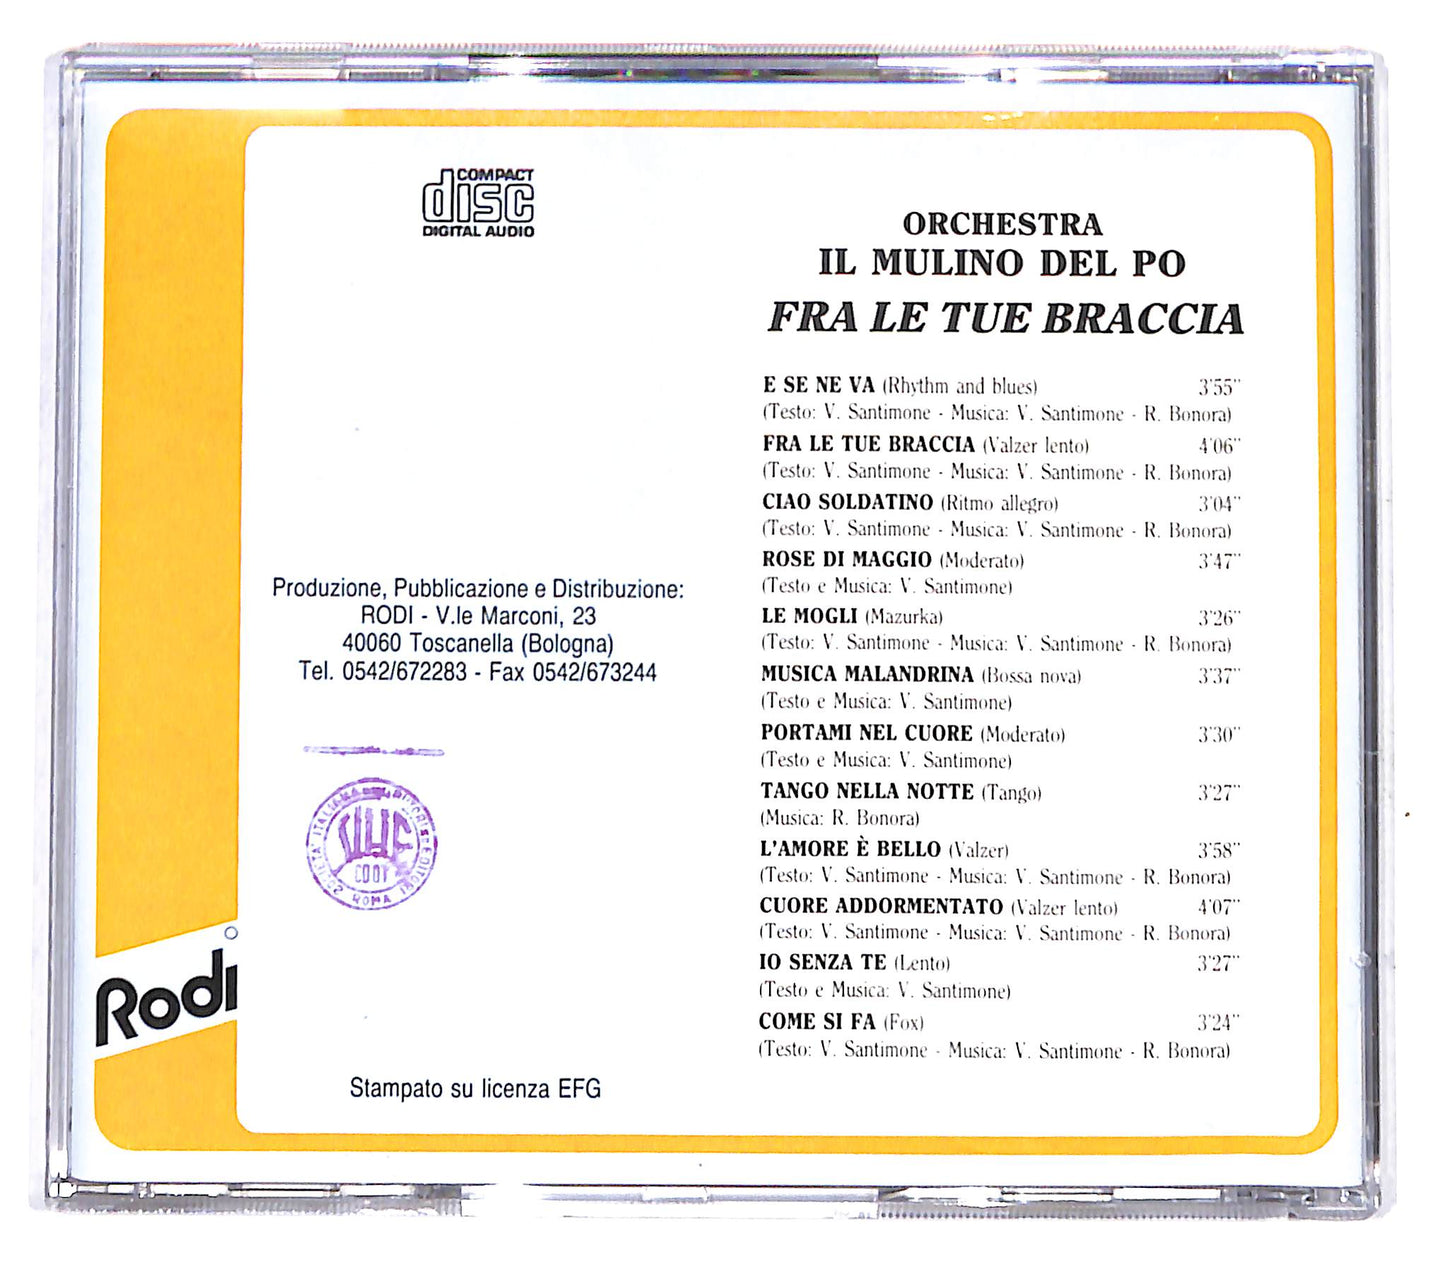 COMPACT
disc
DIGITAL AUDIO
Produzione, Pubblicazione e Distribuzione:
RODI - V.le Marconi, 23
40060 Toscanella (Bologna)
Tel. 0542/672283 - Fax 0542/673244
SOCIETA' ITALIANA AUTORI ED EDITORI
ROMA
Rodi
Stampato su licenza EFG
ORCHESTRA
IL MULINO DEL PO
FRA LE TUE BRACCIA
E SE NE VA (Rhythm and blues) 3'55"
(Testo: V. Santimone - Musica: V. Santimone - R. Bonora)
FRA LE TUE BRACCIA (Valzer lento) 4'06"
(Testo: V. Santimone - Musica: V. Santimone - R. Bonora)
CIAO SOLDATINO (Ritmo allegro) 3'04"
(Testo: V. Santimone - Musica: V. Santimone - R. Bonora)
ROSE DI MAGGIO (Moderato) 3'47"
(Testo e Musica: V. Santimone)
LE MOGLI (Mazurka) 3'26"
(Testo: V. Santimone - Musica: V. Santimone - R. Bonora)
MUSICA MALANDRINA (Bossa nova) 3'37"
(Testo e Musica: V. Santimone)
PORTAMI NEL CUORE (Moderato) 3'30"
(Testo e Musica: V. Santimone)
TANGO NELLA NOTTE (Tango) 3'27"
(Musica: R. Bonora)
L'AMORE È BELLO (Valzer) 3'58"
(Testo: V. Santimone - Musica: V. Santimone - R. Bonora)
CUORE ADDORMENTATO (Valzer lento) 4'07"
(Testo: V. Santimone - Musica: V. Santimone - R. Bonora)
IO SENZA TE (Lento) 3'27"
(Testo e Musica: V. Santimone)
COME SI FA (Fox) 3'24"
(Testo: V. Santimone - Musica: V. Santimone - R. Bonora)